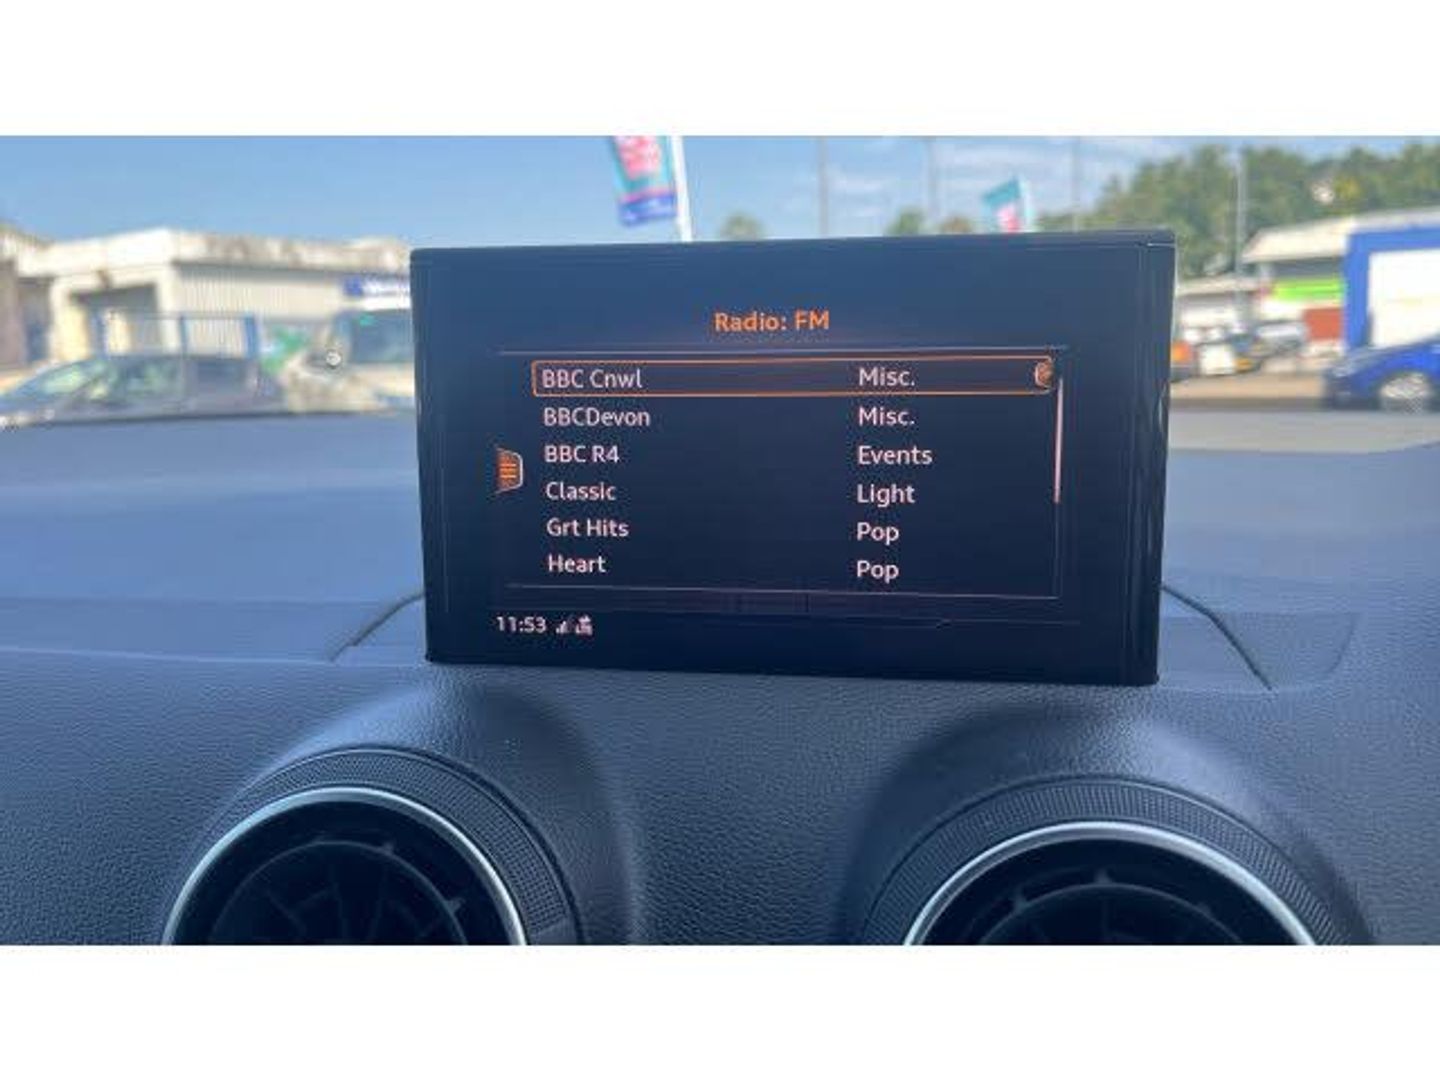 Radio: FM
BBC Cnwl Misc.
BBCDevon Misc.
BBC R4 Events
Classic Light
Grt Hits Pop
Heart Pop
11:53